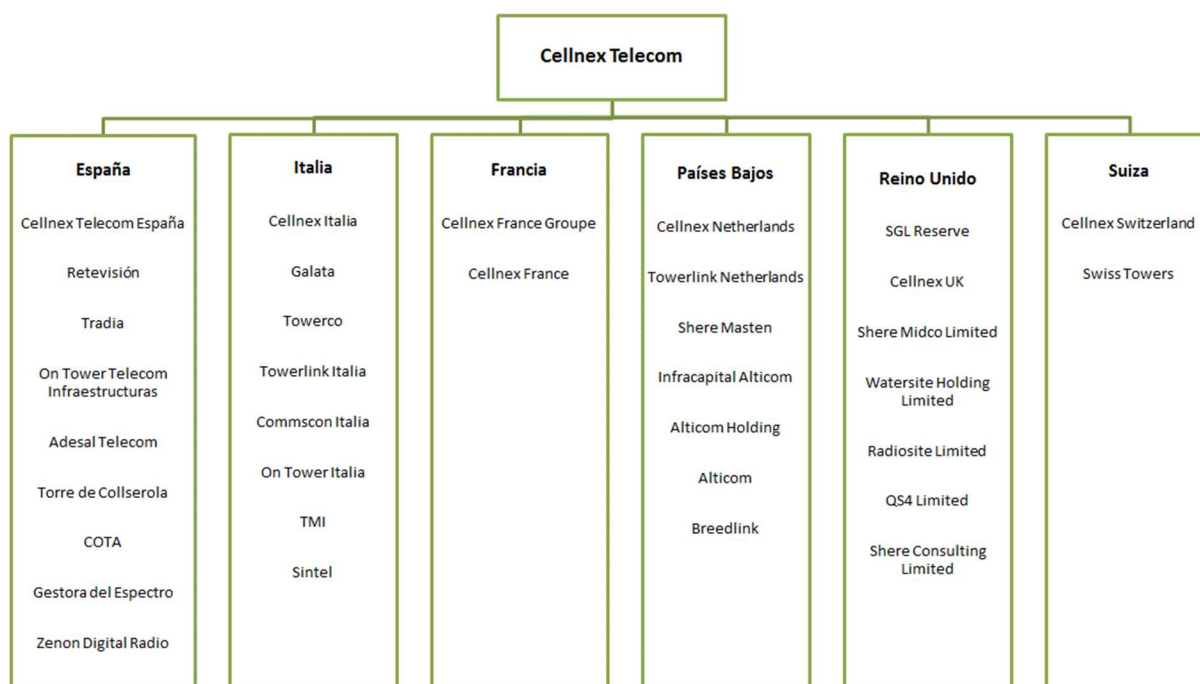 Cellnex Telecom
España
Cellnex Telecom España
Retevisión
Tradia
On Tower Telecom
Infraestructuras
Adesal Telecom
Torre de Collserola
COTA
Gestora del Espectro
Zenon Digital Radio
Italia
Cellnex Italia
Galata
Towerco
Towerlink Italia
Commscon Italia
On Tower Italia
TMI
Sintel
Francia
Cellnex France Groupe
Cellnex France
Países Bajos
Cellnex Netherlands
Towerlink Netherlands
Shere Masten
Infracapital Alticom
Alticom Holding
Alticom
Breedlink
Reino Unido
SGL Reserve
Cellnex UK
Shere Midco Limited
Watersite Holding
Limited
Radiosite Limited
QS4 Limited
Shere Consulting
Limited
Suiza
Cellnex Switzerland
Swiss Towers